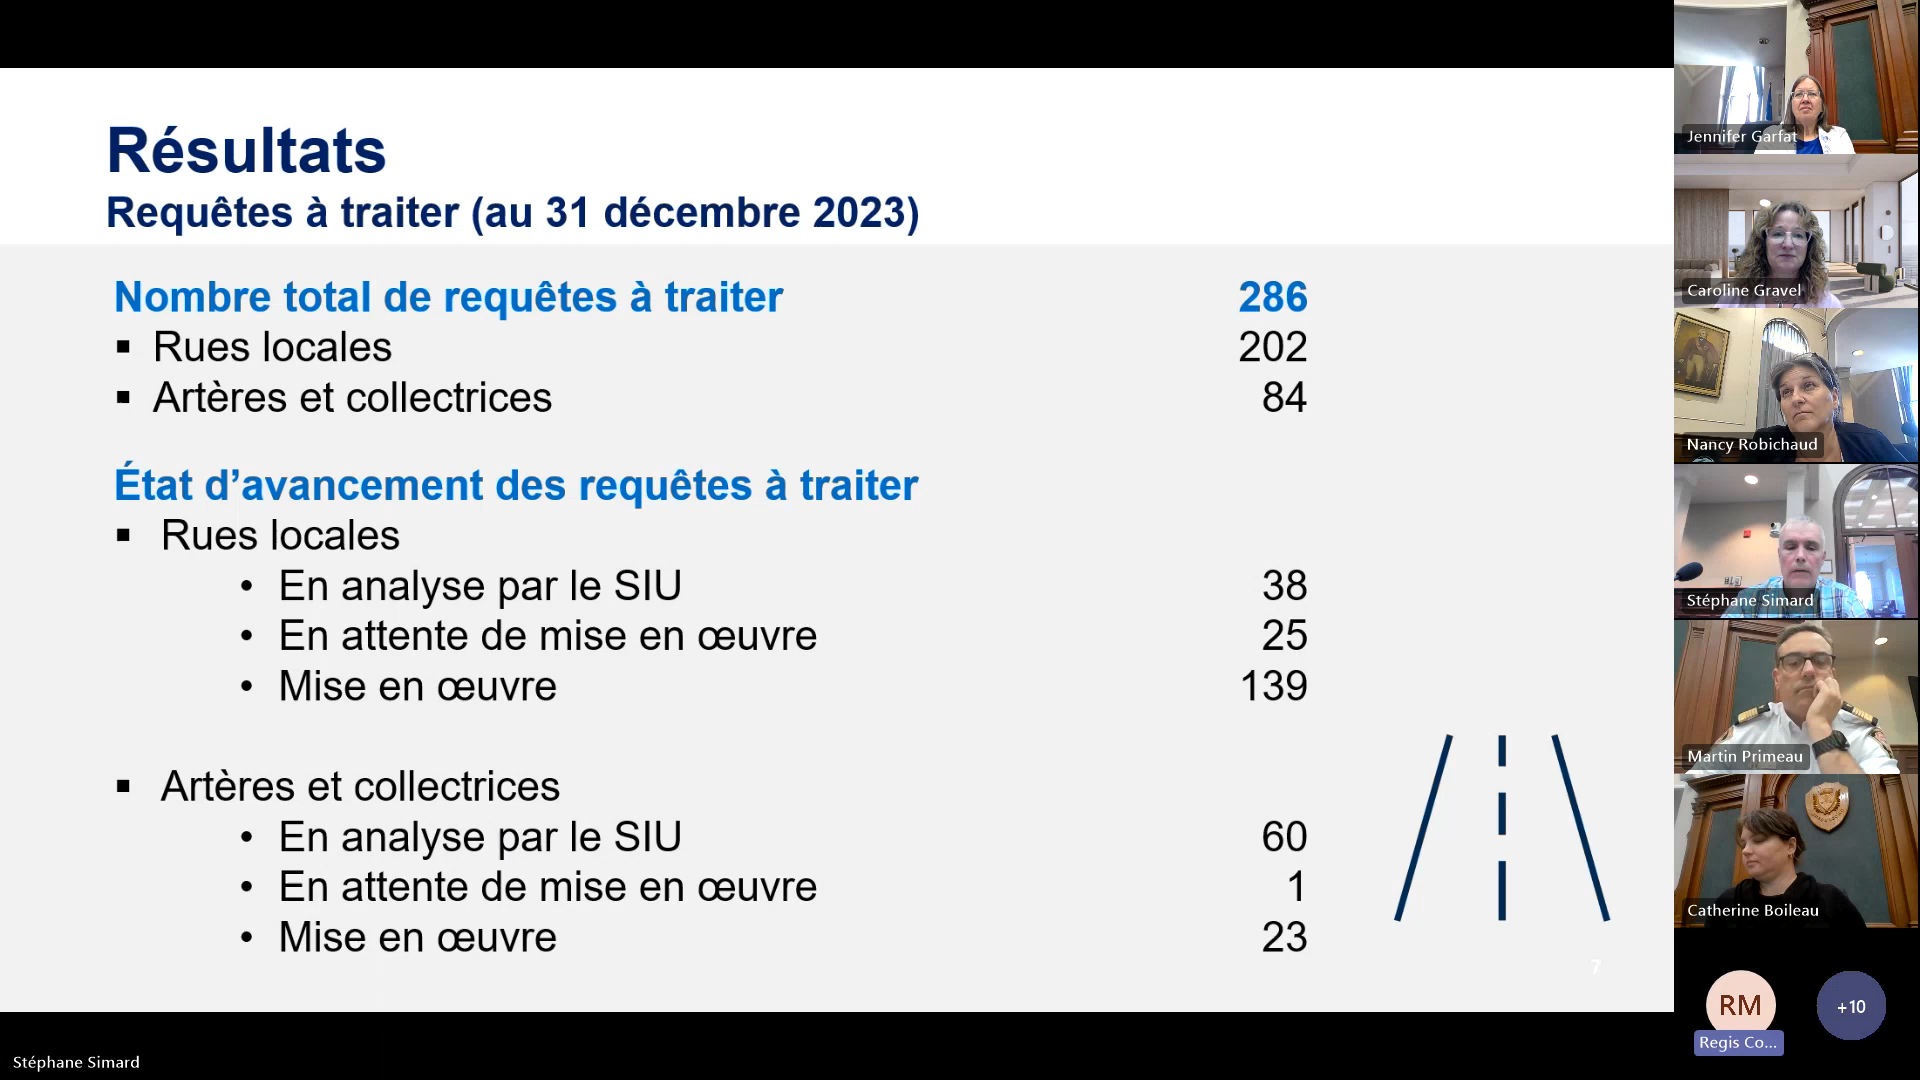 Résultats
Requêtes à traiter (au 31 décembre 2023)
Nombre total de requêtes à traiter 286
▪ Rues locales 202
▪ Artères et collectrices 84
État d’avancement des requêtes à traiter
▪ Rues locales
• En analyse par le SIU 38
• En attente de mise en œuvre 25
• Mise en œuvre 139
▪ Artères et collectrices
• En analyse par le SIU 60
• En attente de mise en œuvre 1
• Mise en œuvre 23
7
Stéphane Simard
Jennifer Garfat
Caroline Gravel
Nancy Robichaud
Stéphane Simard
Martin Primeau
Catherine Boileau
RM
+10
Regis Co...